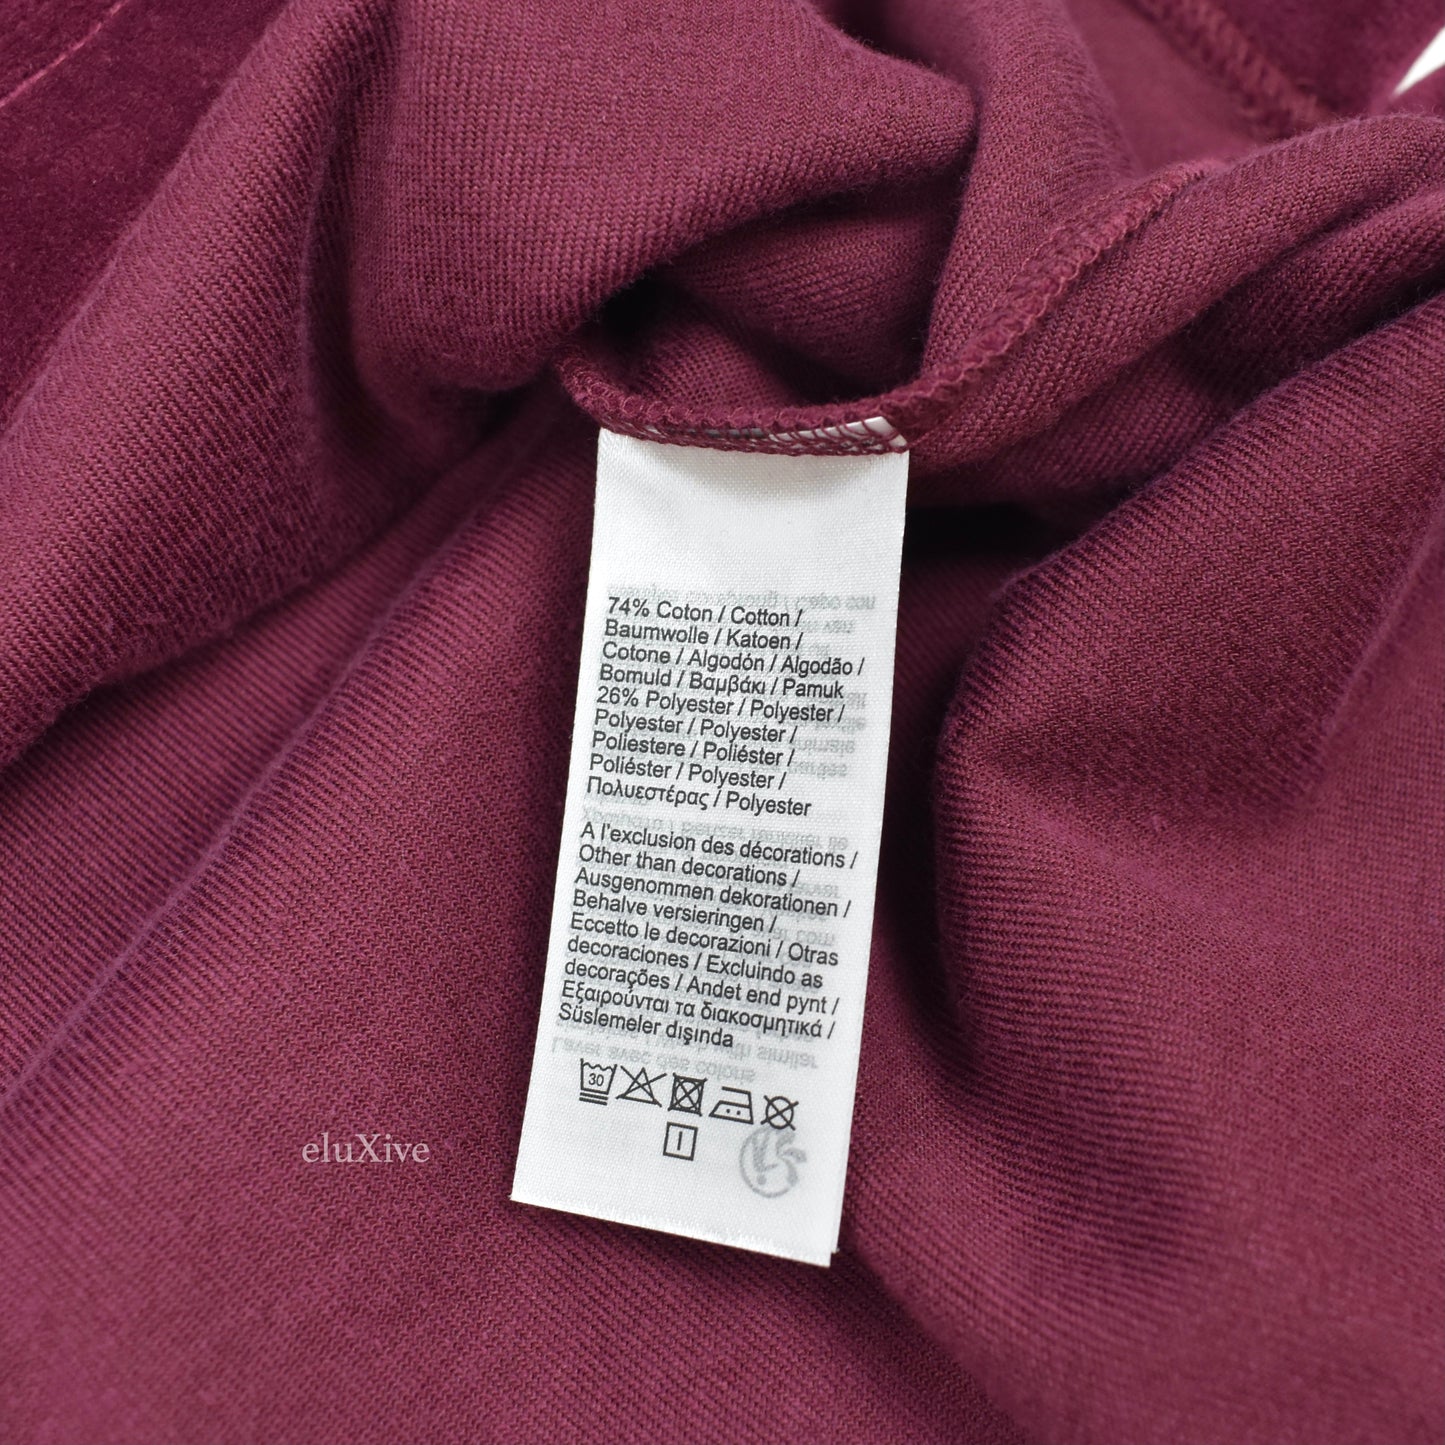 74% Coton / Cotton /
Baumwolle / Katoen /
Cotone / Algodón / Algodão /
Bomuld / Βαμβάκι / Pamuk
26% Polyester / Polyester /
Polyester / Polyester /
Poliestere / Poliéster /
Poliéster / Polyester /
Πολυεστέρας / Polyester
A l'exclusion des décorations /
Other than decorations /
Ausgenommen dekorationen /
Behalve versieringen /
Eccetto le decorazioni / Otras
decoraciones / Excluindo as
decorações / Andet end pynt /
Εξαιρούνται τα διακοσμητικά /
Süslemeler dışında
30
I
eluXive